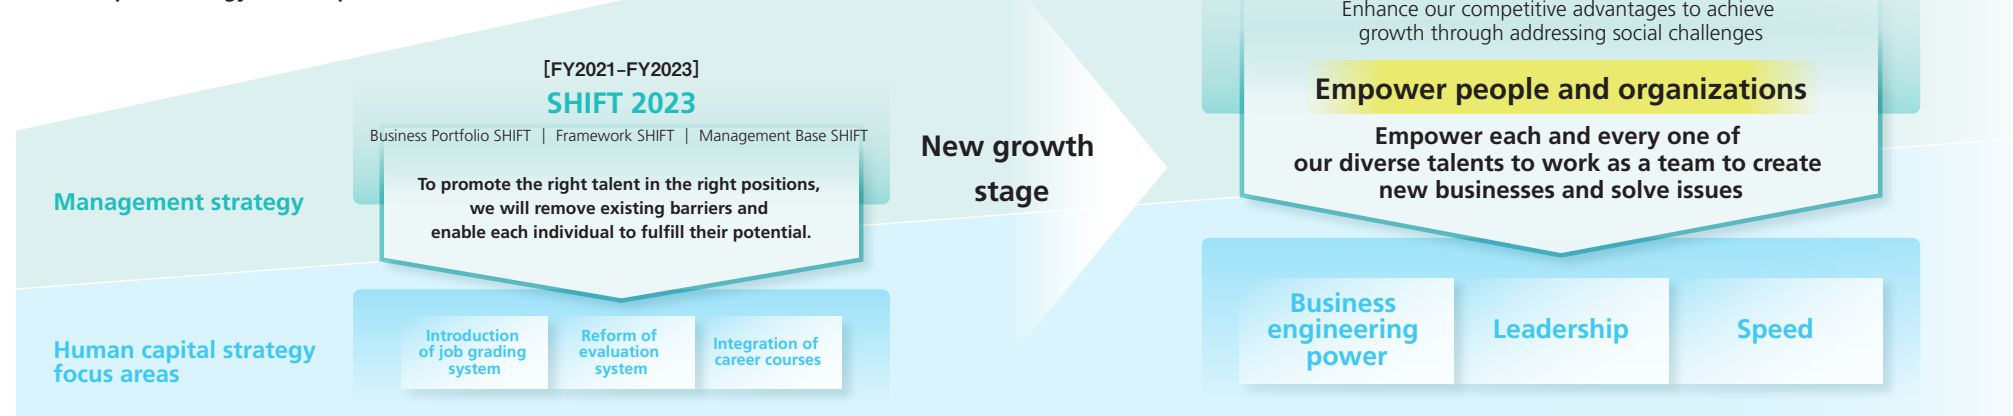 [FY2021–FY2023]
SHIFT 2023
Business Portfolio SHIFT | Framework SHIFT | Management Base SHIFT
To promote the right talent in the right positions,
we will remove existing barriers and
enable each individual to fulfill their potential.
Management strategy
New growth
stage
Enhance our competitive advantages to achieve
growth through addressing social challenges
Empower people and organizations
Empower each and every one of
our diverse talents to work as a team to create
new businesses and solve issues
Human capital strategy
focus areas
Introduction
of job grading
system
Reform of
evaluation
system
Integration of
career courses
Business
engineering
power
Leadership
Speed